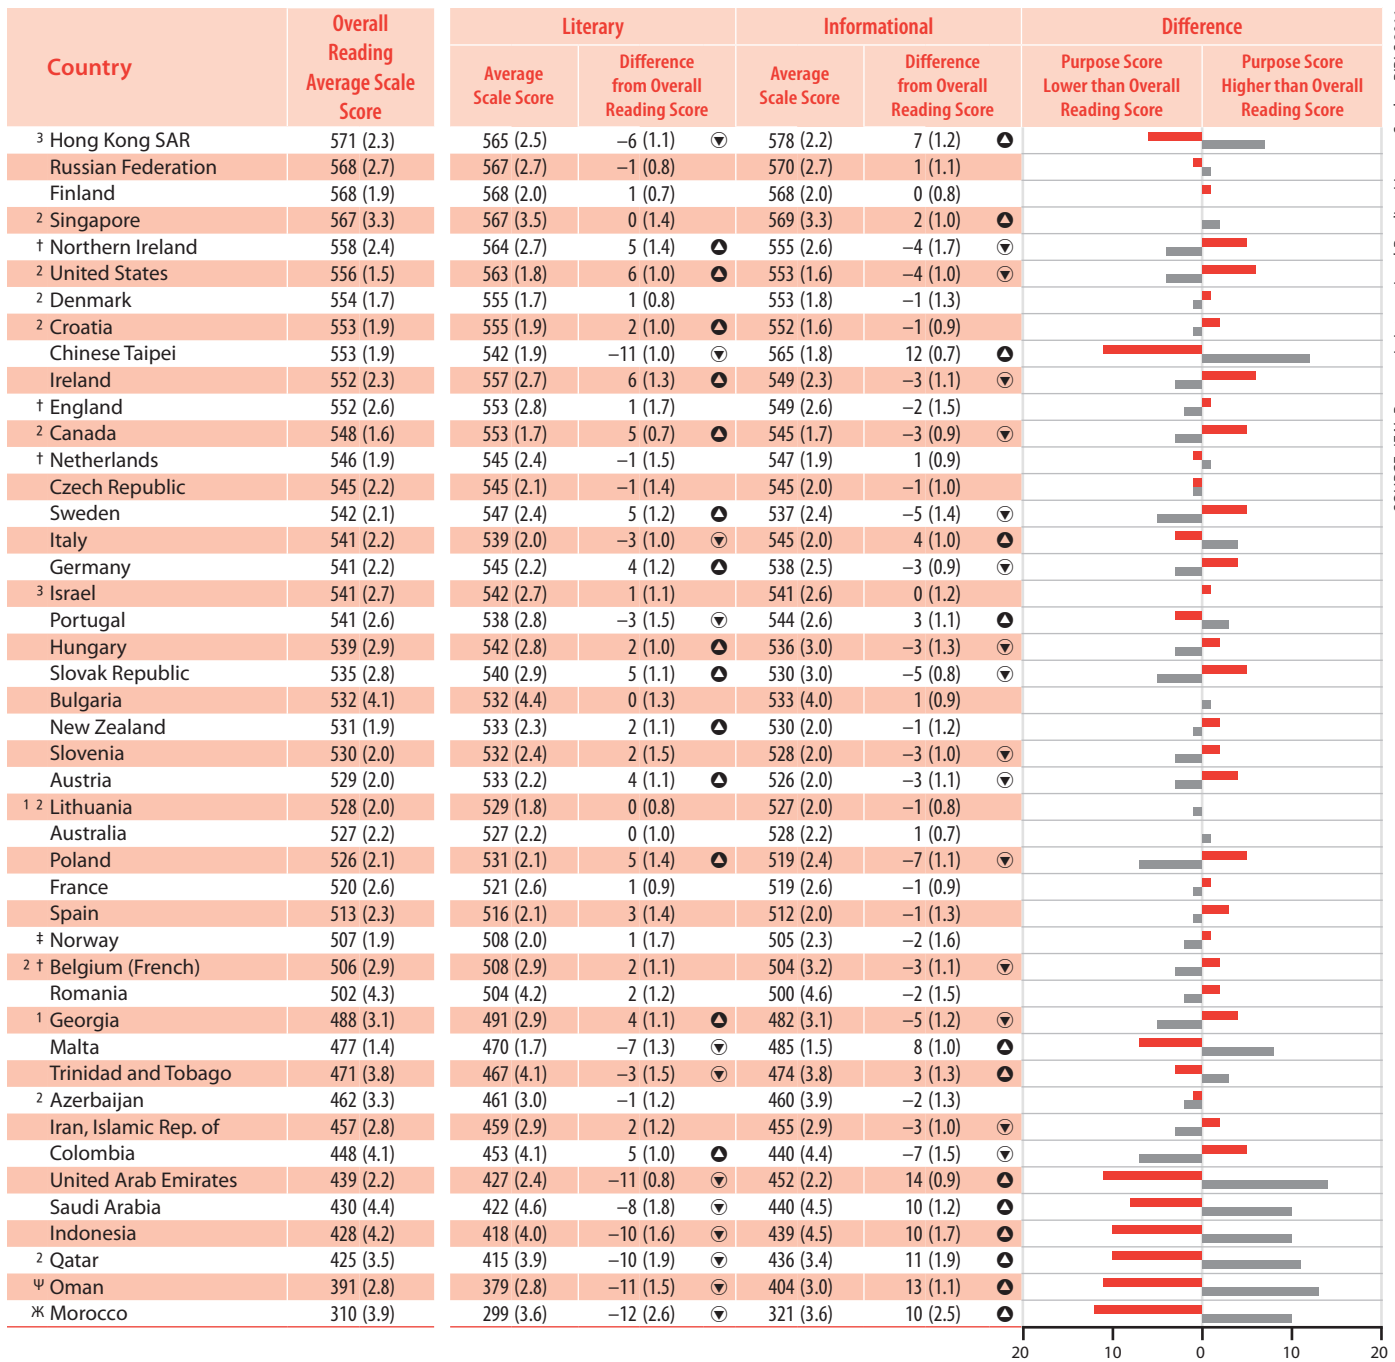 Country
Overall Reading Average Scale Score
Literary
Informational
Difference
Average Scale Score
Difference from Overall Reading Score
Average Scale Score
Difference from Overall Reading Score
Purpose Score Lower than Overall Reading Score
Purpose Score Higher than Overall Reading Score
3 Hong Kong SAR 571 (2.3) 565 (2.5) –6 (1.1) 578 (2.2) 7 (1.2)
Russian Federation 568 (2.7) 567 (2.7) –1 (0.8) 570 (2.7) 1 (1.1)
Finland 568 (1.9) 568 (2.0) 1 (0.7) 568 (2.0) 0 (0.8)
2 Singapore 567 (3.3) 567 (3.5) 0 (1.4) 569 (3.3) 2 (1.0)
† Northern Ireland 558 (2.4) 564 (2.7) 5 (1.4) 555 (2.6) –4 (1.7)
2 United States 556 (1.5) 563 (1.8) 6 (1.0) 553 (1.6) –4 (1.0)
2 Denmark 554 (1.7) 555 (1.7) 1 (0.8) 553 (1.8) –1 (1.3)
2 Croatia 553 (1.9) 555 (1.9) 2 (1.0) 552 (1.6) –1 (0.9)
Chinese Taipei 553 (1.9) 542 (1.9) –11 (1.0) 565 (1.8) 12 (0.7)
Ireland 552 (2.3) 557 (2.7) 6 (1.3) 549 (2.3) –3 (1.1)
† England 552 (2.6) 553 (2.8) 1 (1.7) 549 (2.6) –2 (1.5)
2 Canada 548 (1.6) 553 (1.7) 5 (0.7) 545 (1.7) –3 (0.9)
† Netherlands 546 (1.9) 545 (2.4) –1 (1.5) 547 (1.9) 1 (0.9)
Czech Republic 545 (2.2) 545 (2.1) –1 (1.4) 545 (2.0) –1 (1.0)
Sweden 542 (2.1) 547 (2.4) 5 (1.2) 537 (2.4) –5 (1.4)
Italy 541 (2.2) 539 (2.0) –3 (1.0) 545 (2.0) 4 (1.0)
Germany 541 (2.2) 545 (2.2) 4 (1.2) 538 (2.5) –3 (0.9)
3 Israel 541 (2.7) 542 (2.7) 1 (1.1) 541 (2.6) 0 (1.2)
Portugal 541 (2.6) 538 (2.8) –3 (1.5) 544 (2.6) 3 (1.1)
Hungary 539 (2.9) 542 (2.8) 2 (1.0) 536 (3.0) –3 (1.3)
Slovak Republic 535 (2.8) 540 (2.9) 5 (1.1) 530 (3.0) –5 (0.8)
Bulgaria 532 (4.1) 532 (4.4) 0 (1.3) 533 (4.0) 1 (0.9)
New Zealand 531 (1.9) 533 (2.3) 2 (1.1) 530 (2.0) –1 (1.2)
Slovenia 530 (2.0) 532 (2.4) 2 (1.5) 528 (2.0) –3 (1.0)
Austria 529 (2.0) 533 (2.2) 4 (1.1) 526 (2.0) –3 (1.1)
1 2 Lithuania 528 (2.0) 529 (1.8) 0 (0.8) 527 (2.0) –1 (0.8)
Australia 527 (2.2) 527 (2.2) 0 (1.0) 528 (2.2) 1 (0.7)
Poland 526 (2.1) 531 (2.1) 5 (1.4) 519 (2.4) –7 (1.1)
France 520 (2.6) 521 (2.6) 1 (0.9) 519 (2.6) –1 (0.9)
Spain 513 (2.3) 516 (2.1) 3 (1.4) 512 (2.0) –1 (1.3)
‡ Norway 507 (1.9) 508 (2.0) 1 (1.7) 505 (2.3) –2 (1.6)
2 † Belgium (French) 506 (2.9) 508 (2.9) 2 (1.1) 504 (3.2) –3 (1.1)
Romania 502 (4.3) 504 (4.2) 2 (1.2) 500 (4.6) –2 (1.5)
1 Georgia 488 (3.1) 491 (2.9) 4 (1.1) 482 (3.1) –5 (1.2)
Malta 477 (1.4) 470 (1.7) –7 (1.3) 485 (1.5) 8 (1.0)
Trinidad and Tobago 471 (3.8) 467 (4.1) –3 (1.5) 474 (3.8) 3 (1.3)
2 Azerbaijan 462 (3.3) 461 (3.0) –1 (1.2) 460 (3.9) –2 (1.3)
Iran, Islamic Rep. of 457 (2.8) 459 (2.9) 2 (1.2) 455 (2.9) –3 (1.0)
Colombia 448 (4.1) 453 (4.1) 5 (1.0) 440 (4.4) –7 (1.5)
United Arab Emirates 439 (2.2) 427 (2.4) –11 (0.8) 452 (2.2) 14 (0.9)
Saudi Arabia 430 (4.4) 422 (4.6) –8 (1.8) 440 (4.5) 10 (1.2)
Indonesia 428 (4.2) 418 (4.0) –10 (1.6) 439 (4.5) 10 (1.7)
2 Qatar 425 (3.5) 415 (3.9) –10 (1.9) 436 (3.4) 11 (1.9)
Ψ Oman 391 (2.8) 379 (2.8) –11 (1.5) 404 (3.0) 13 (1.1)
Ж Morocco 310 (3.9) 299 (3.6) –12 (2.6) 321 (3.6) 10 (2.5)
20 10 0 10 20